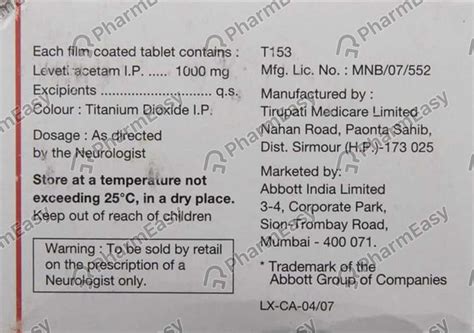 Each film coated tablet contains :
Levetiracetam I.P. ..... 1000 mg
Excipients ................... q.s.
Colour : Titanium Dioxide I.P.
Dosage : As directed
by the Neurologist
Store at a temperature not
exceeding 25°C, in a dry place.
Keep out of reach of children
Warning : To be sold by retail
on the prescription of a
Neurologist only.
T153
Mfg. Lic. No. : MNB/07/552
Manufactured by :
Tirupati Medicare Limited
Nahan Road, Paonta Sahib,
Dist. Sirmour (H.P.)-173 025
Marketed by :
Abbott India Limited
3-4, Corporate Park,
Sion-Trombay Road,
Mumbai - 400 071.
* Trademark of the
Abbott Group of Companies
LX-CA-04/07
PharmEasy